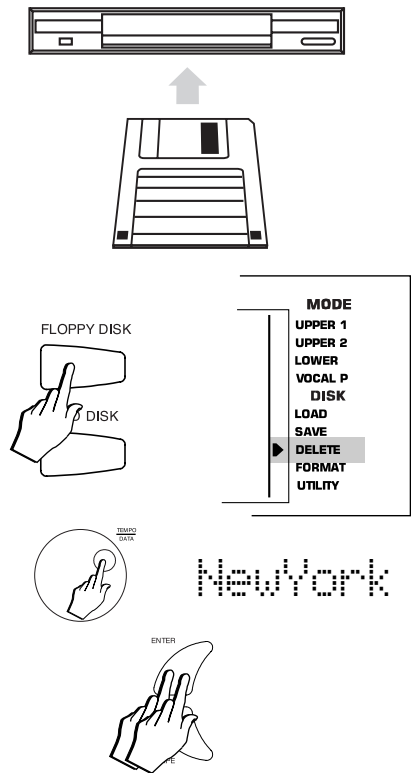 FLOPPY DISK
DISK
MODE
UPPER 1
UPPER 2
LOWER
VOCAL P
DISK
LOAD
SAVE
DELETE
FORMAT
UTILITY
TEMPO
DATA
NewYork
ENTER